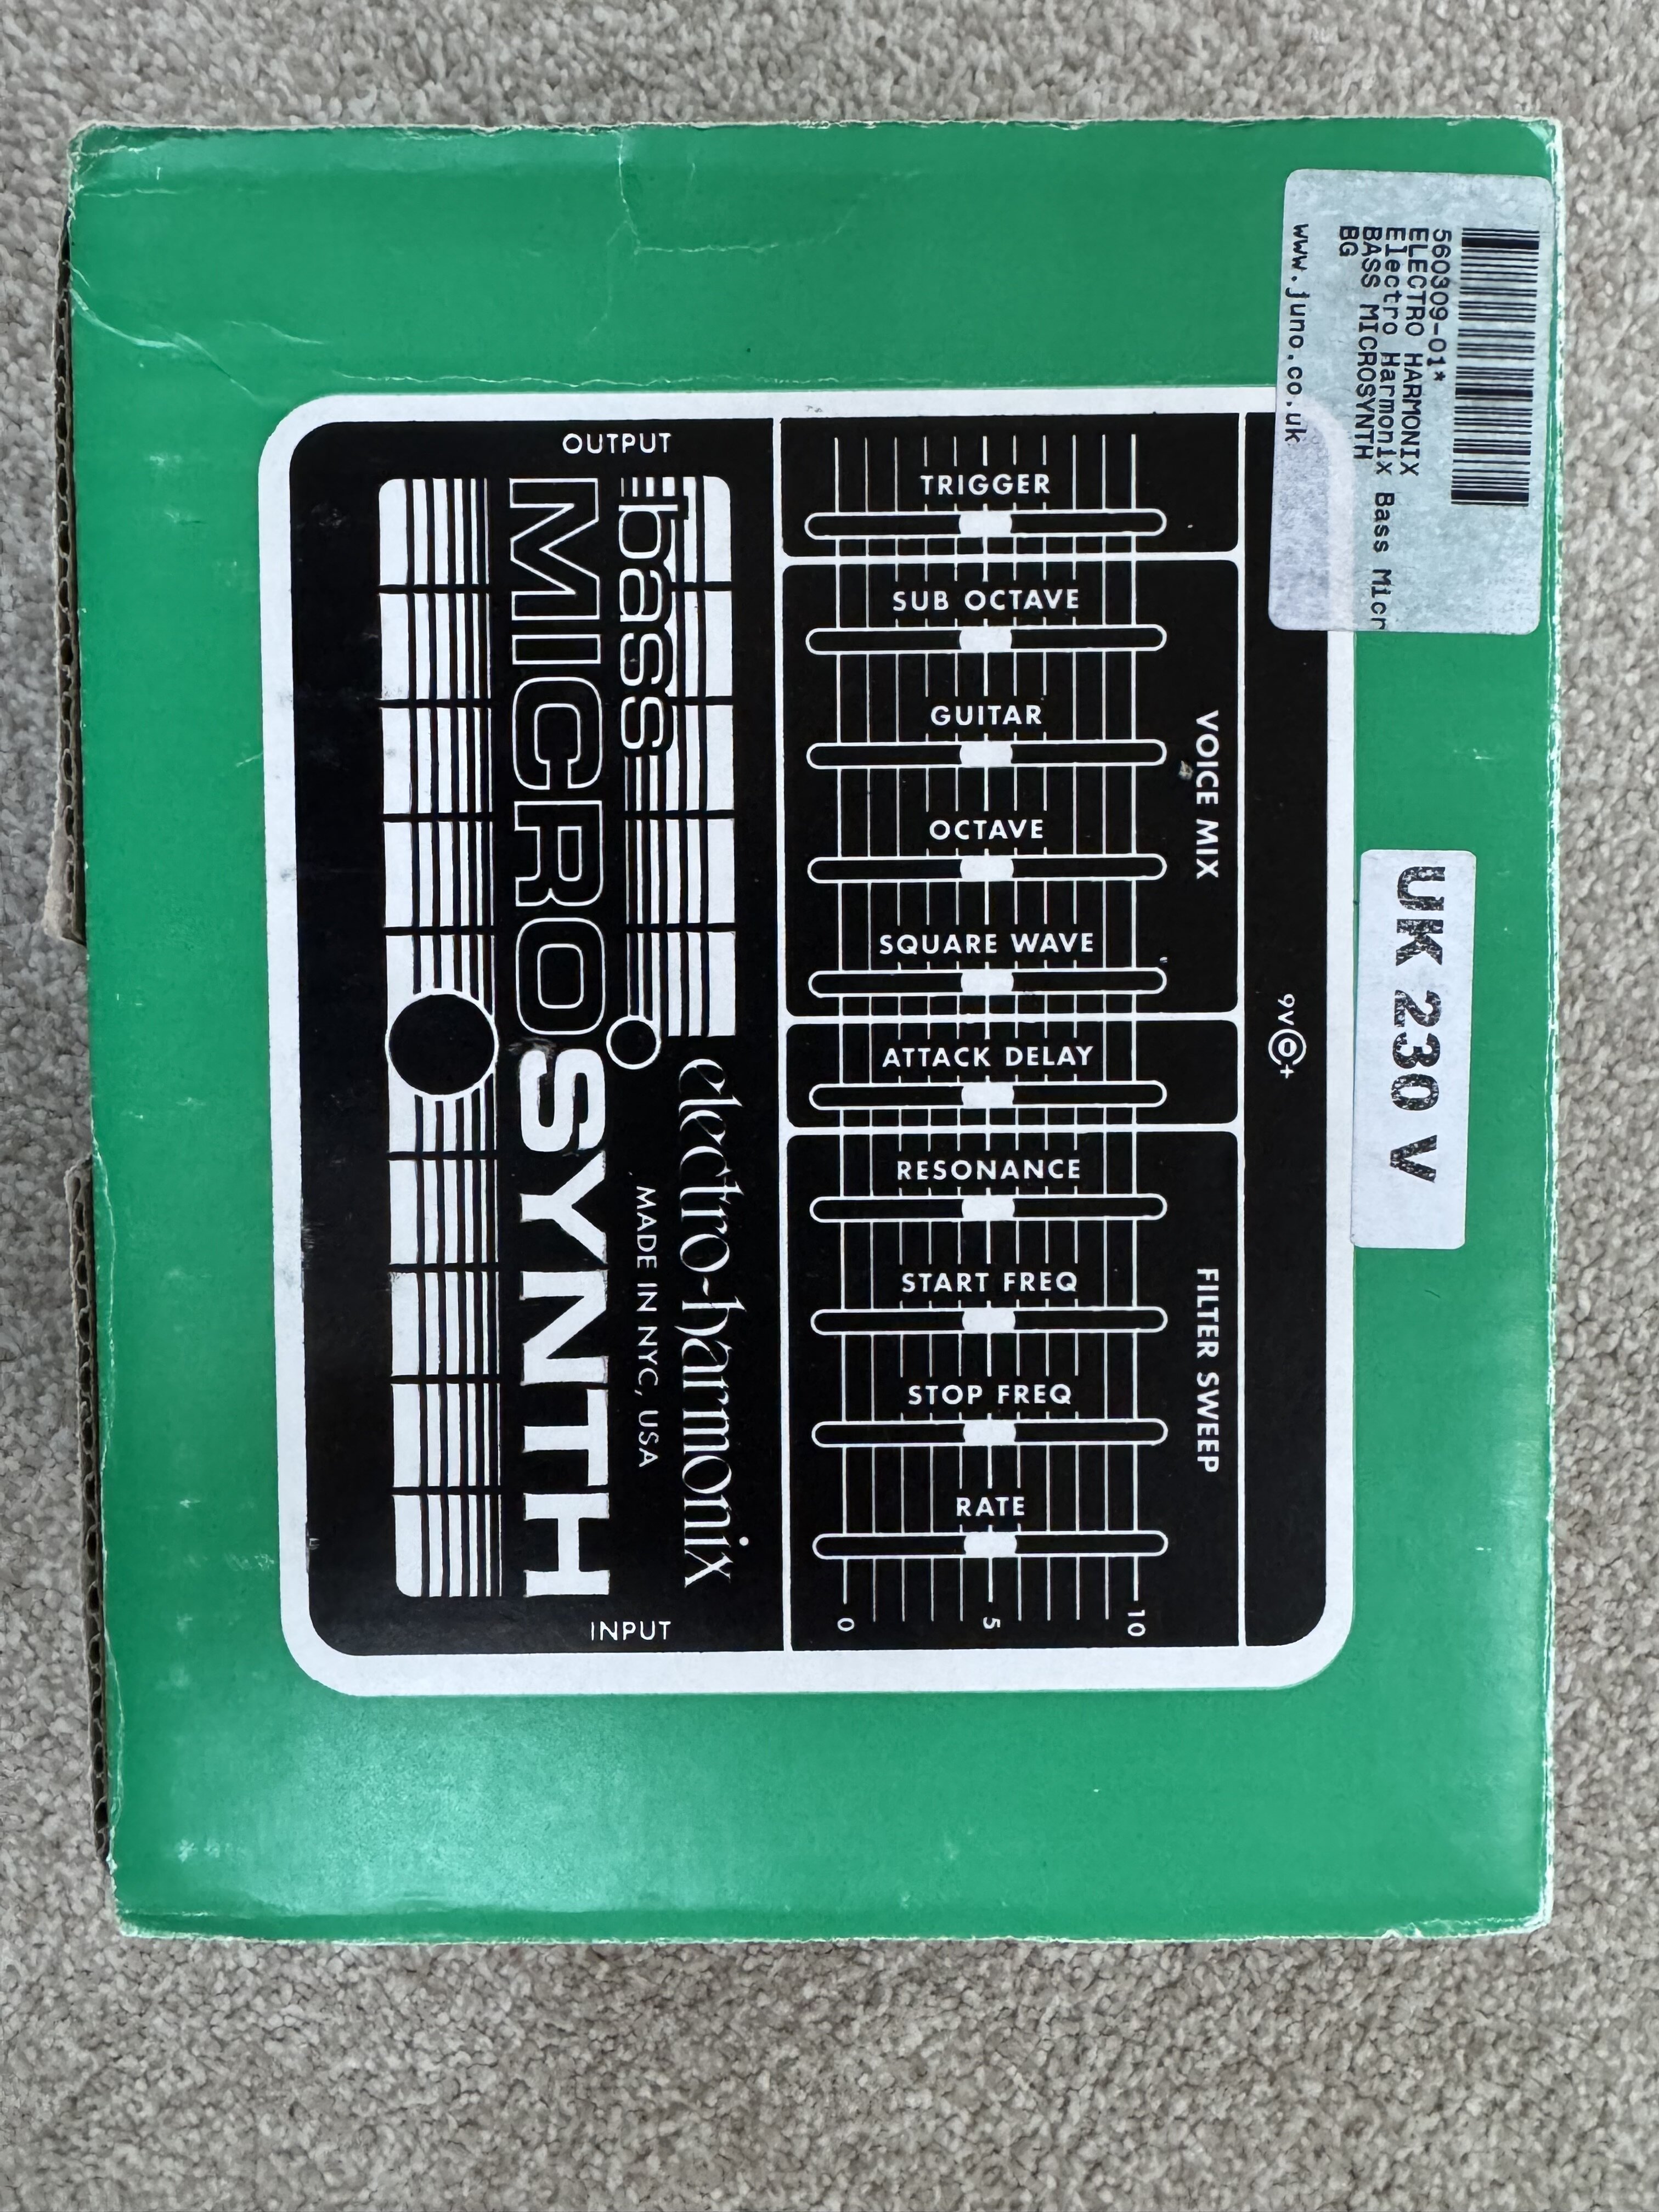 560309-01*
ELECTRO HARMONIX
Electro Harmonix Bass Micr
BASS MICROSYNTH
BG
www.juno.co.uk
UK 230 V
9V
+
VOICE MIX
FILTER SWEEP
TRIGGER
SUB OCTAVE
GUITAR
OCTAVE
SQUARE WAVE
ATTACK DELAY
RESONANCE
START FREQ
STOP FREQ
RATE
10
5
0
OUTPUT
INPUT
electro-harmonix
MADE IN NYC, USA
bass
MICROSYNTH